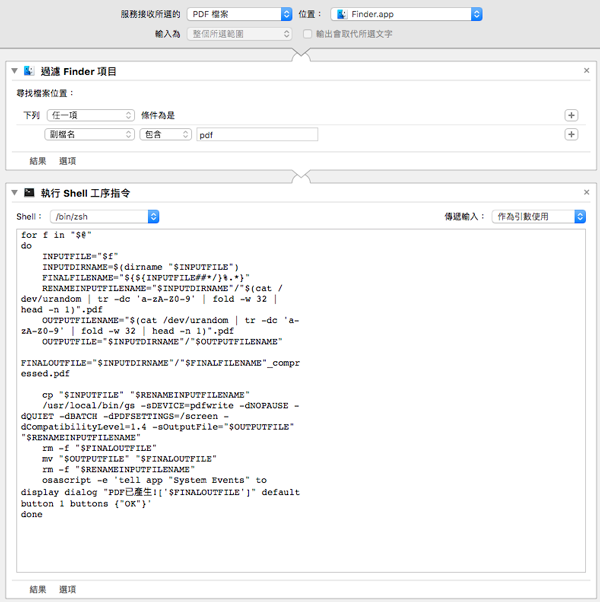 服務接收所選的 PDF 檔案 位置： Finder.app
輸入為 整個所選範圍 輸出會取代所選文字
過濾 Finder 項目
尋找檔案位置：
下列 任一項 條件為是
副檔名 包含 pdf
結果 選項
執行 Shell 工序指令
Shell： /bin/zsh 傳遞輸入： 作為引數使用
for f in "$@"
do
INPUTFILE="$f"
INPUTDIRNAME=$(dirname "$INPUTFILE")
FINALFILENAME="${${INPUTFILE##*/}%.*}"
RENAMEINPUTFILENAME="$INPUTDIRNAME"/"$(cat /
dev/urandom | tr -dc 'a-zA-Z0-9' | fold -w 32 |
head -n 1)".pdf
OUTPUTFILENAME="$(cat /dev/urandom | tr -dc 'a-
zA-Z0-9' | fold -w 32 | head -n 1)".pdf
OUTPUTFILE="$INPUTDIRNAME"/"$OUTPUTFILENAME"
FINALOUTFILE="$INPUTDIRNAME"/"$FINALFILENAME"_compr
essed.pdf
cp "$INPUTFILE" "$RENAMEINPUTFILENAME"
/usr/local/bin/gs -sDEVICE=pdfwrite -dNOPAUSE -
dQUIET -dBATCH -dPDFSETTINGS=/screen -
dCompatibilityLevel=1.4 -sOutputFile="$OUTPUTFILE"
"$RENAMEINPUTFILENAME"
rm -f "$FINALOUTFILE"
mv "$OUTPUTFILE" "$FINALOUTFILE"
rm -f "$RENAMEINPUTFILENAME"
osascript -e 'tell app "System Events" to
display dialog "PDF已產生!['$FINALOUTFILE']" default
button 1 buttons {"OK"}'
done
結果 選項